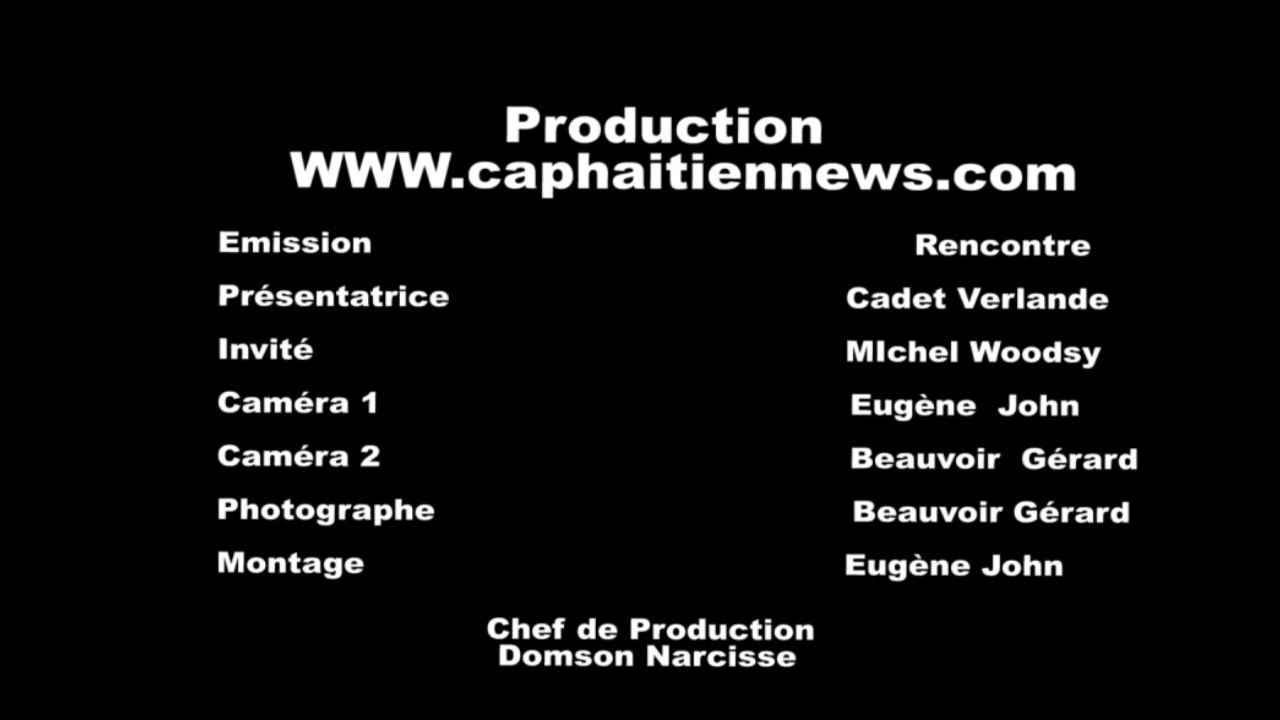 Production
WWW.caphaitiennews.com
Emission Rencontre
Présentatrice Cadet Verlande
Invité MIchel Woodsy
Caméra 1 Eugène John
Caméra 2 Beauvoir Gérard
Photographe Beauvoir Gérard
Montage Eugène John
Chef de Production
Domson Narcisse